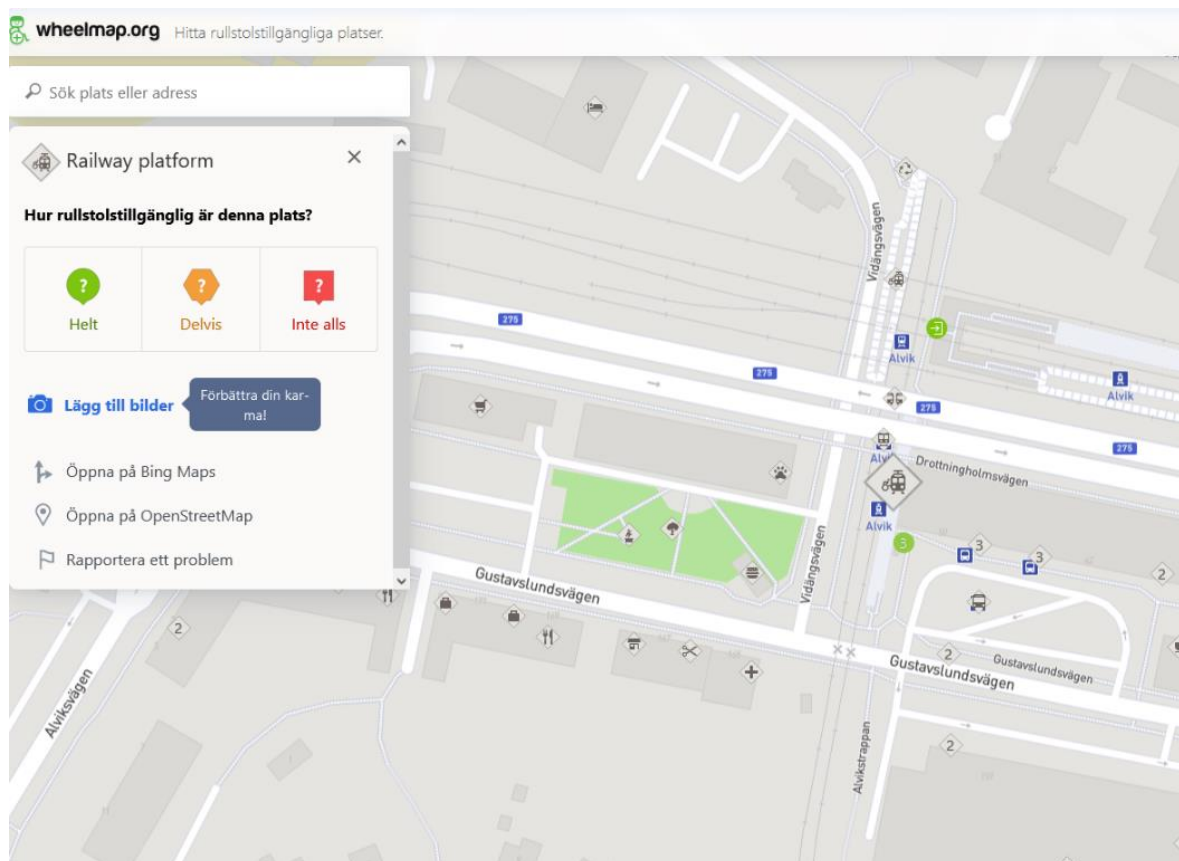 wheelmap.org Hitta rullstolstillgängliga platser.
Sök plats eller adress
Railway platform
Hur rullstolstillgänglig är denna plats?
? ? ?
Helt Delvis Inte alls
Lägg till bilder
Förbättra din kar-
ma!
Öppna på Bing Maps
Öppna på OpenStreetMap
Rapportera ett problem
Vidängsvägen
275
275
275
275
Alvik
Alvik
Drottningholmsvägen
Alvik
3
3
3
2
Vidängsvägen
Gustavslundsvägen
2
2
Gustavslundsvägen
Gustavslundsvägen
Alviksvägen
Alvikstrappan
2